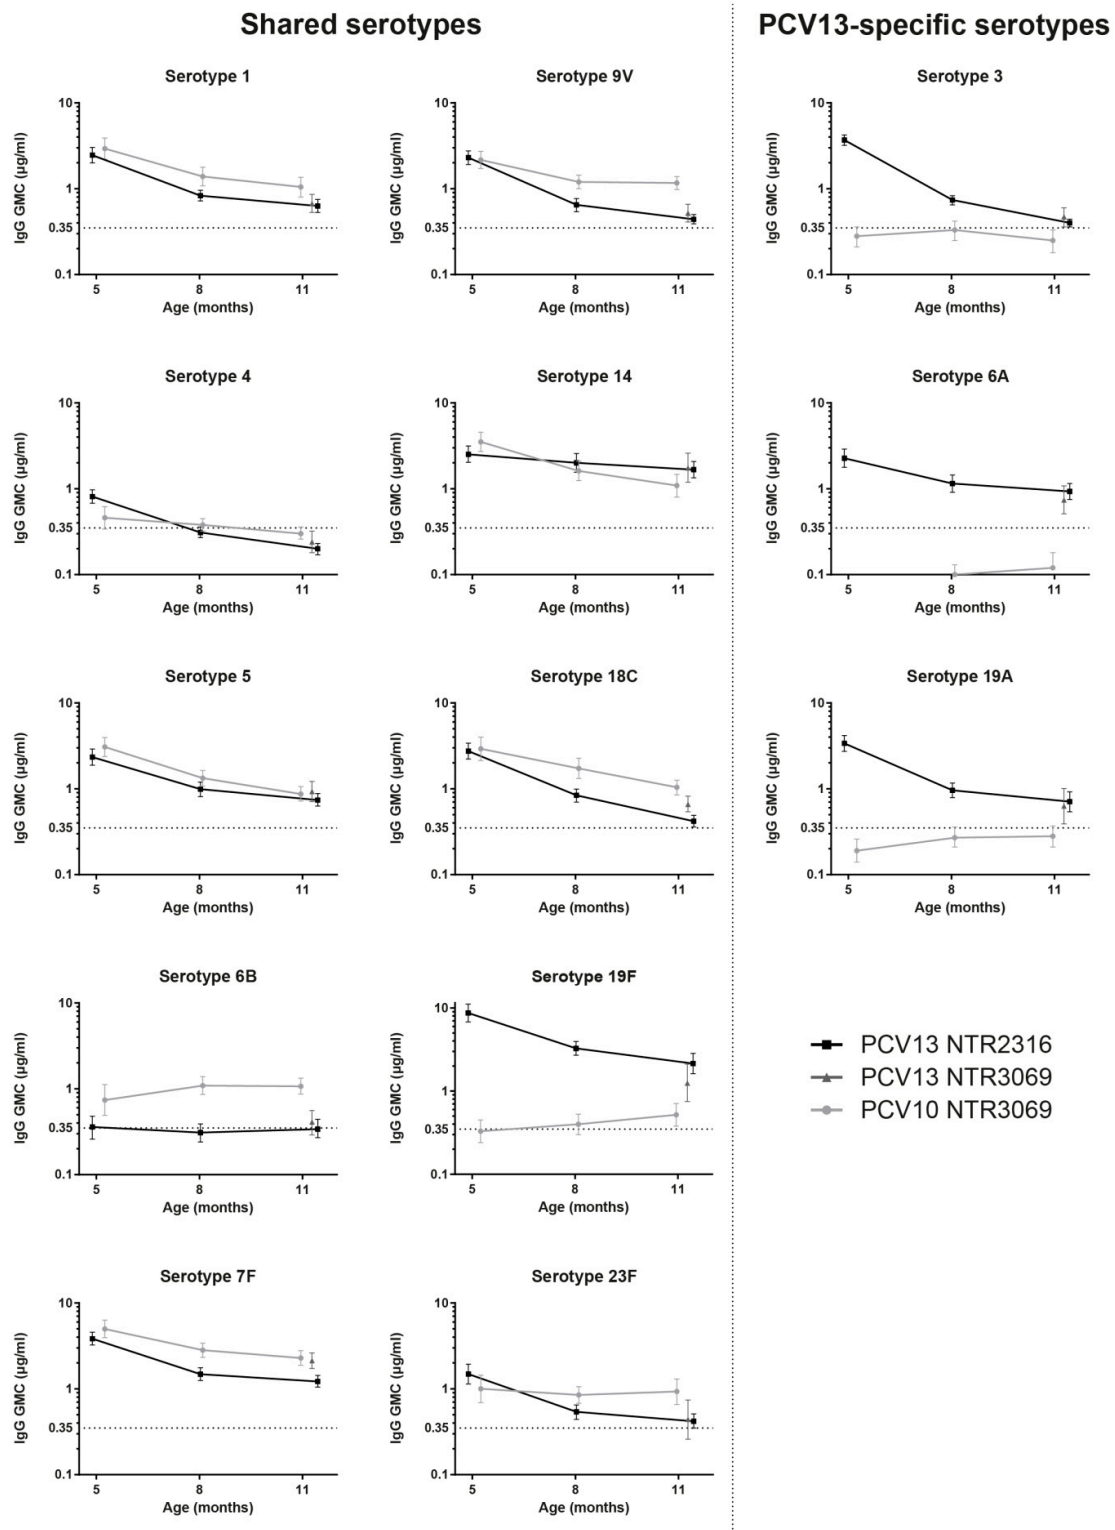 Shared serotypes
PCV13-specific serotypes
Serotype 1
IgG GMC (µg/ml)
10
1
0.35
0.1
5 8 11
Age (months)
Serotype 9V
IgG GMC (µg/ml)
10
1
0.35
0.1
5 8 11
Age (months)
Serotype 3
IgG GMC (µg/ml)
10
1
0.35
0.1
5 8 11
Age (months)
Serotype 4
IgG GMC (µg/ml)
10
1
0.35
0.1
5 8 11
Age (months)
Serotype 14
IgG GMC (µg/ml)
10
1
0.35
0.1
5 8 11
Age (months)
Serotype 6A
IgG GMC (µg/ml)
10
1
0.35
0.1
5 8 11
Age (months)
Serotype 5
IgG GMC (µg/ml)
10
1
0.35
0.1
5 8 11
Age (months)
Serotype 18C
IgG GMC (µg/ml)
10
1
0.35
0.1
5 8 11
Age (months)
Serotype 19A
IgG GMC (µg/ml)
10
1
0.35
0.1
5 8 11
Age (months)
Serotype 6B
IgG GMC (µg/ml)
10
1
0.35
0.1
5 8 11
Age (months)
Serotype 19F
IgG GMC (µg/ml)
10
1
0.35
0.1
5 8 11
Age (months)
PCV13 NTR2316
PCV13 NTR3069
PCV10 NTR3069
Serotype 7F
IgG GMC (µg/ml)
10
1
0.35
0.1
5 8 11
Age (months)
Serotype 23F
IgG GMC (µg/ml)
10
1
0.35
0.1
5 8 11
Age (months)